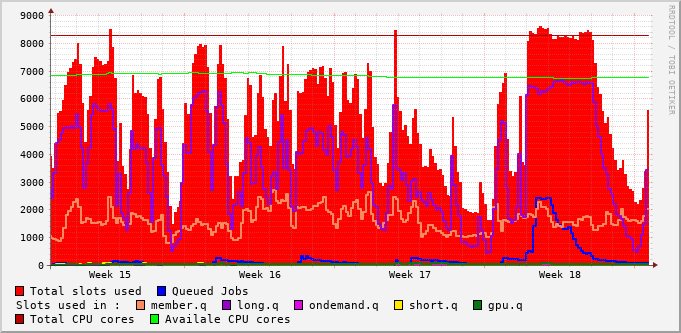 9000
8000
7000
6000
5000
4000
3000
2000
1000
0
Week 15 Week 16 Week 17 Week 18
RRDTOOL / TOBI OETIKER
Total slots used Queued Jobs
Slots used in : member.q long.q ondemand.q short.q gpu.q
Total CPU cores Availale CPU cores